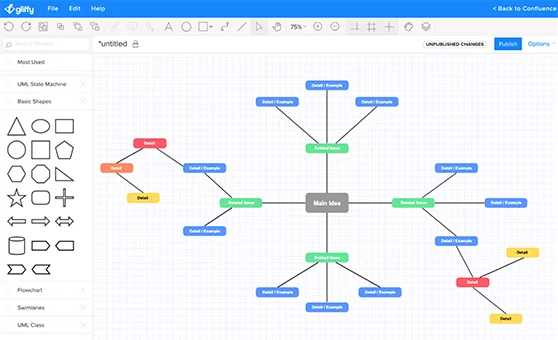 gliffy File Edit Help < Back to Confluence
75%
Search Shapes *untitled UNPUBLISHED CHANGES Publish Options
Most Used
UML State Machine
Basic Shapes
Detail / Example
Detail / Example Detail / Example
Detail Related Issue
Detail Detail / Example Detail / Example
Detail Related Issue Main Idea Related Issue Detail / Example
Detail / Example Detail / Example
Related Issue Detail
Detail
Detail / Example Detail / Example
Detail / Example
Detail
Flowchart
Swimlanes
UML Class